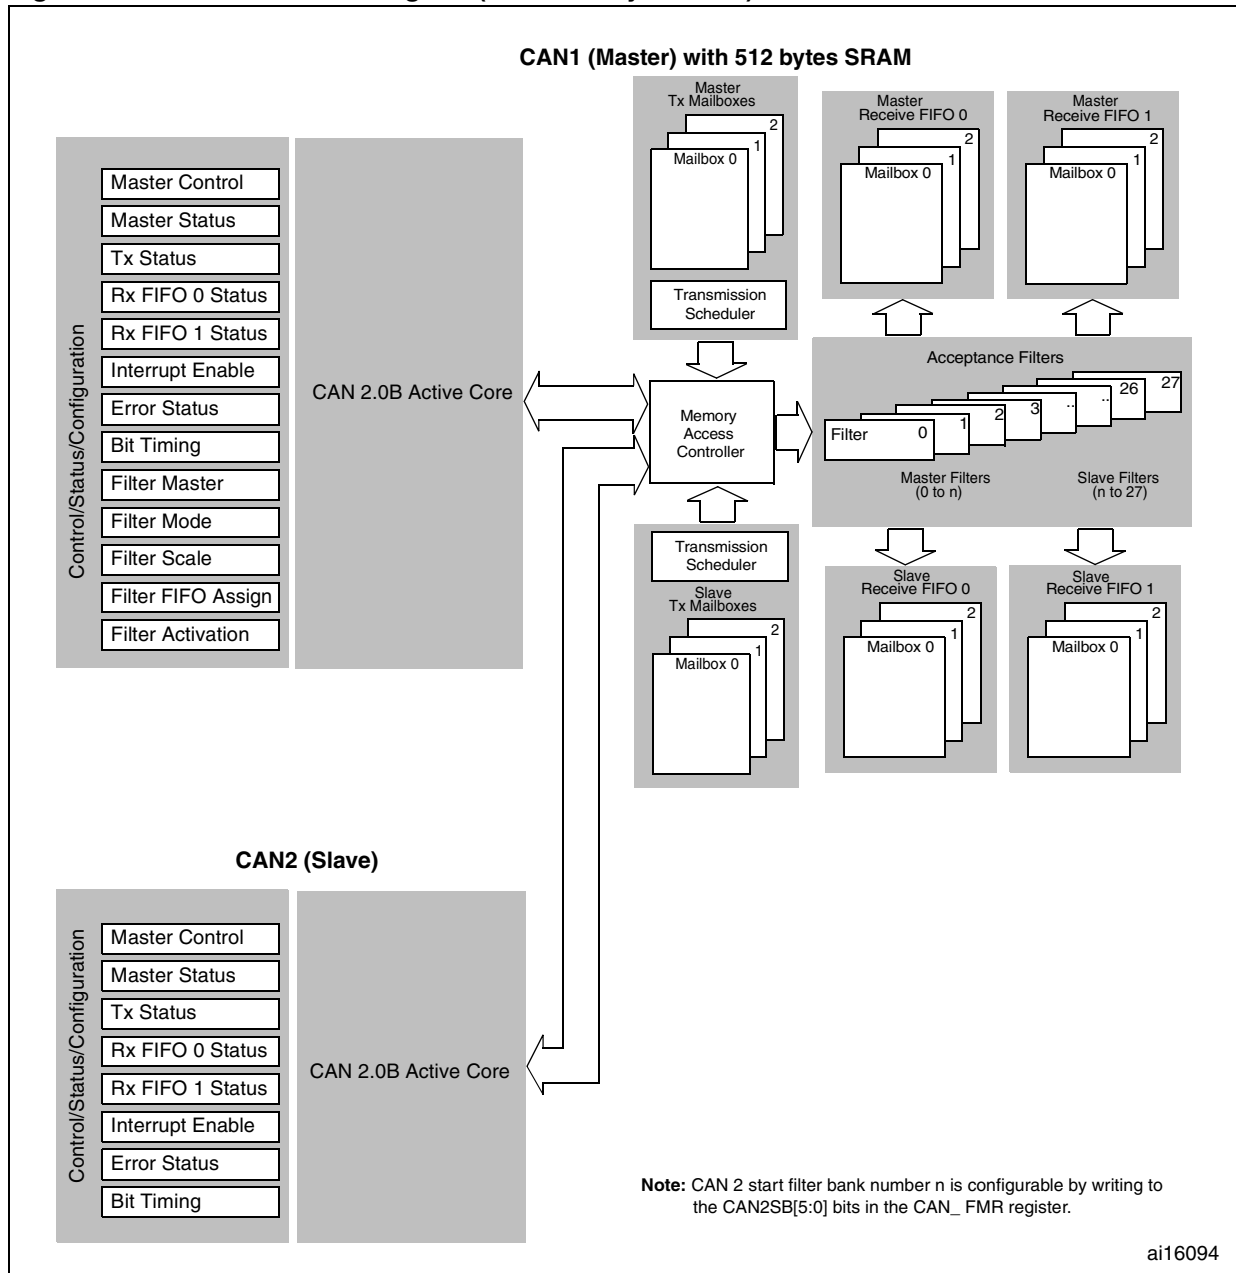 CAN1 (Master) with 512 bytes SRAM
Control/Status/Configuration
Master Control
Master Status
Tx Status
Rx FIFO 0 Status
Rx FIFO 1 Status
Interrupt Enable
Error Status
Bit Timing
Filter Master
Filter Mode
Filter Scale
Filter FIFO Assign
Filter Activation
CAN 2.0B Active Core
Master
Tx Mailboxes
2
1
Mailbox 0
Transmission
Scheduler
Master
Receive FIFO 0
2
1
Mailbox 0
Master
Receive FIFO 1
2
1
Mailbox 0
Memory
Access
Controller
Acceptance Filters
Filter 0
1
2
3
..
..
26
27
Master Filters
(0 to n)
Slave Filters
(n to 27)
Transmission
Scheduler
Slave
Tx Mailboxes
2
1
Mailbox 0
Slave
Receive FIFO 0
2
1
Mailbox 0
Slave
Receive FIFO 1
2
1
Mailbox 0
CAN2 (Slave)
Control/Status/Configuration
Master Control
Master Status
Tx Status
Rx FIFO 0 Status
Rx FIFO 1 Status
Interrupt Enable
Error Status
Bit Timing
CAN 2.0B Active Core
Note: CAN 2 start filter bank number n is configurable by writing to
the CAN2SB[5:0] bits in the CAN_ FMR register.
ai16094